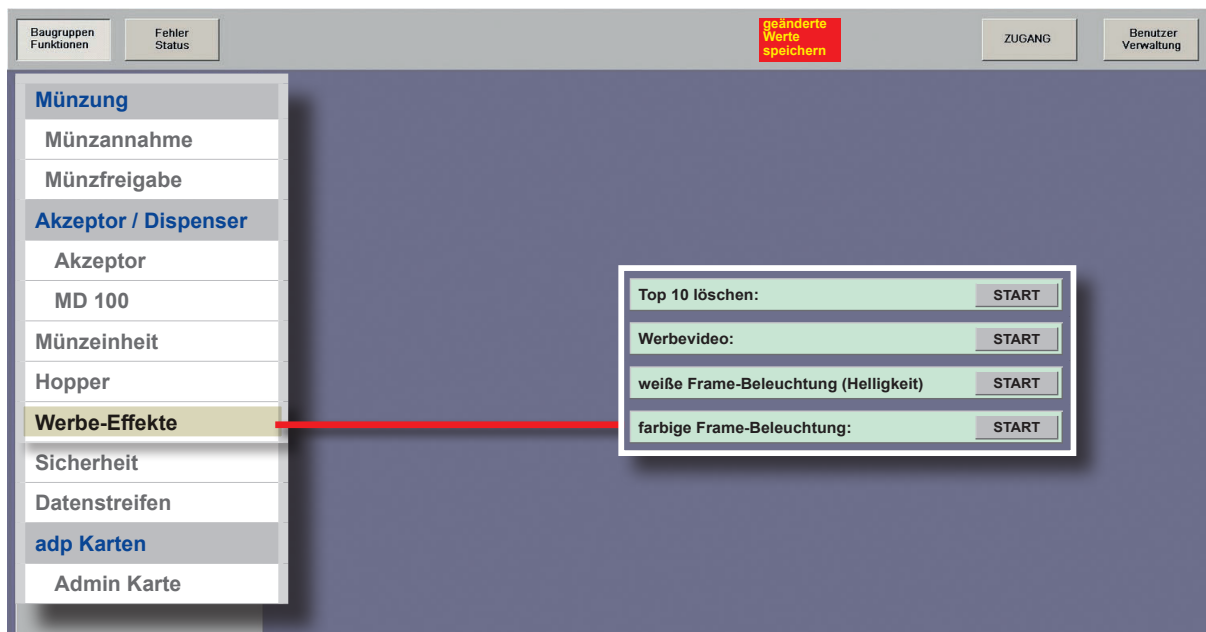 Baugruppen
Funktionen
Fehler
Status
geänderte
Werte
speichern
ZUGANG
Benutzer
Verwaltung
Münzung
Münzannahme
Münzfreigabe
Akzeptor / Dispenser
Akzeptor
MD 100
Münzeinheit
Hopper
Werbe-Effekte
Sicherheit
Datenstreifen
adp Karten
Admin Karte
Top 10 löschen: START
Werbevideo: START
weiße Frame-Beleuchtung (Helligkeit) START
farbige Frame-Beleuchtung: START